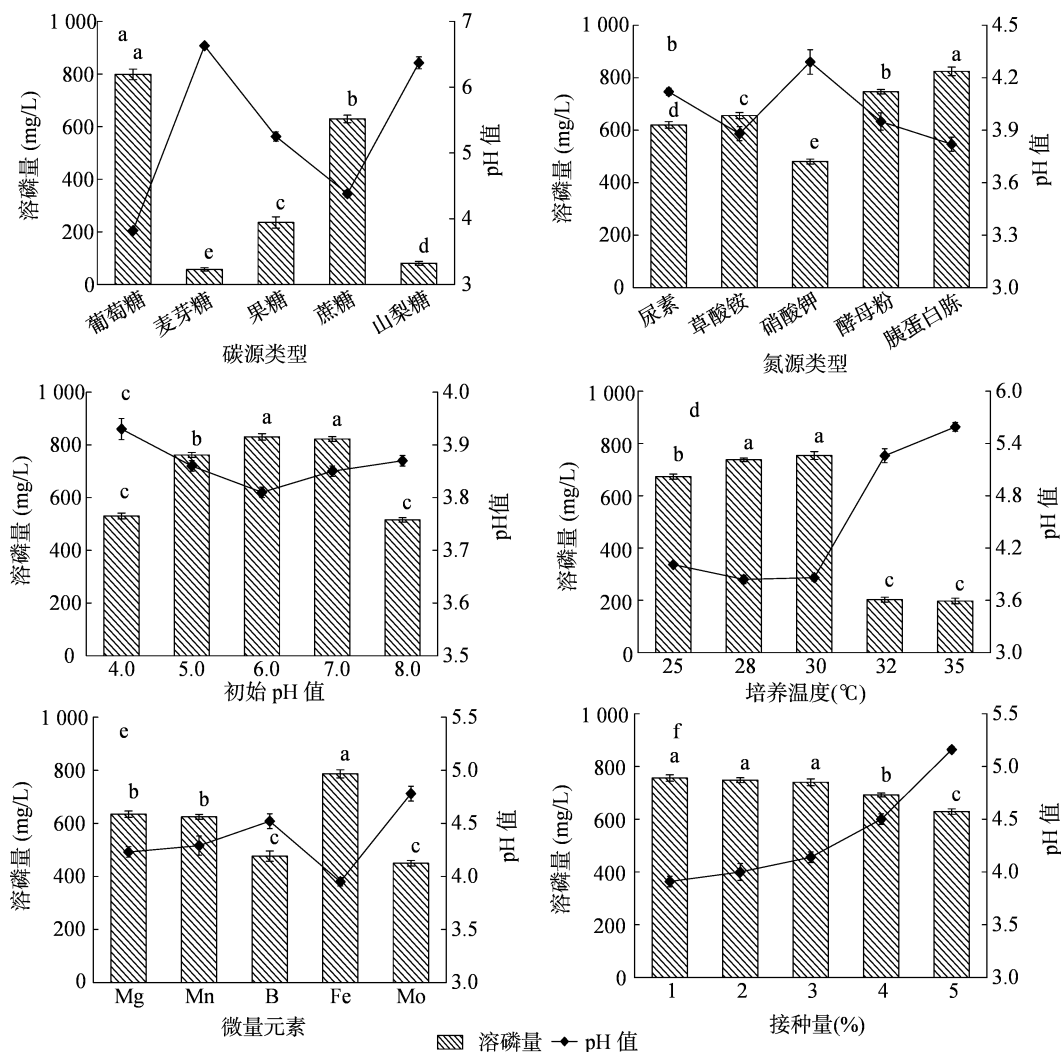 1 000
800
600
400
200
0
溶磷量 (mg/L)
a
a
e
c
b
d
7
6
5
4
3
pH 值
葡萄糖
麦芽糖
果糖
蔗糖
山梨糖
碳源类型
1 000
800
600
400
200
0
溶磷量 (mg/L)
b
d
c
e
b
a
4.5
4.2
3.9
3.6
3.3
3.0
pH 值
尿素
草酸铵
硝酸钾
酵母粉
胰蛋白胨
氮源类型
1 000
800
600
400
200
0
溶磷量 (mg/L)
c
c
b
a
a
c
4.0
3.9
3.8
3.7
3.6
3.5
pH值
4.0 5.0 6.0 7.0 8.0
初始 pH 值
1 000
800
600
400
200
0
溶磷量 (mg/L)
d
b
a
a
c
c
6.0
5.4
4.8
4.2
3.6
3.0
pH 值
25 28 30 32 35
培养温度(℃)
1 000
800
600
400
200
0
溶磷量 (mg/L)
e
b
b
c
a
c
5.5
5.0
4.5
4.0
3.5
3.0
pH 值
Mg Mn B Fe Mo
微量元素
1 000
800
600
400
200
0
溶磷量 (mg/L)
f
a
a
a
b
c
5.5
5.0
4.5
4.0
3.5
3.0
pH 值
1 2 3 4 5
接种量(%)
溶磷量 pH 值